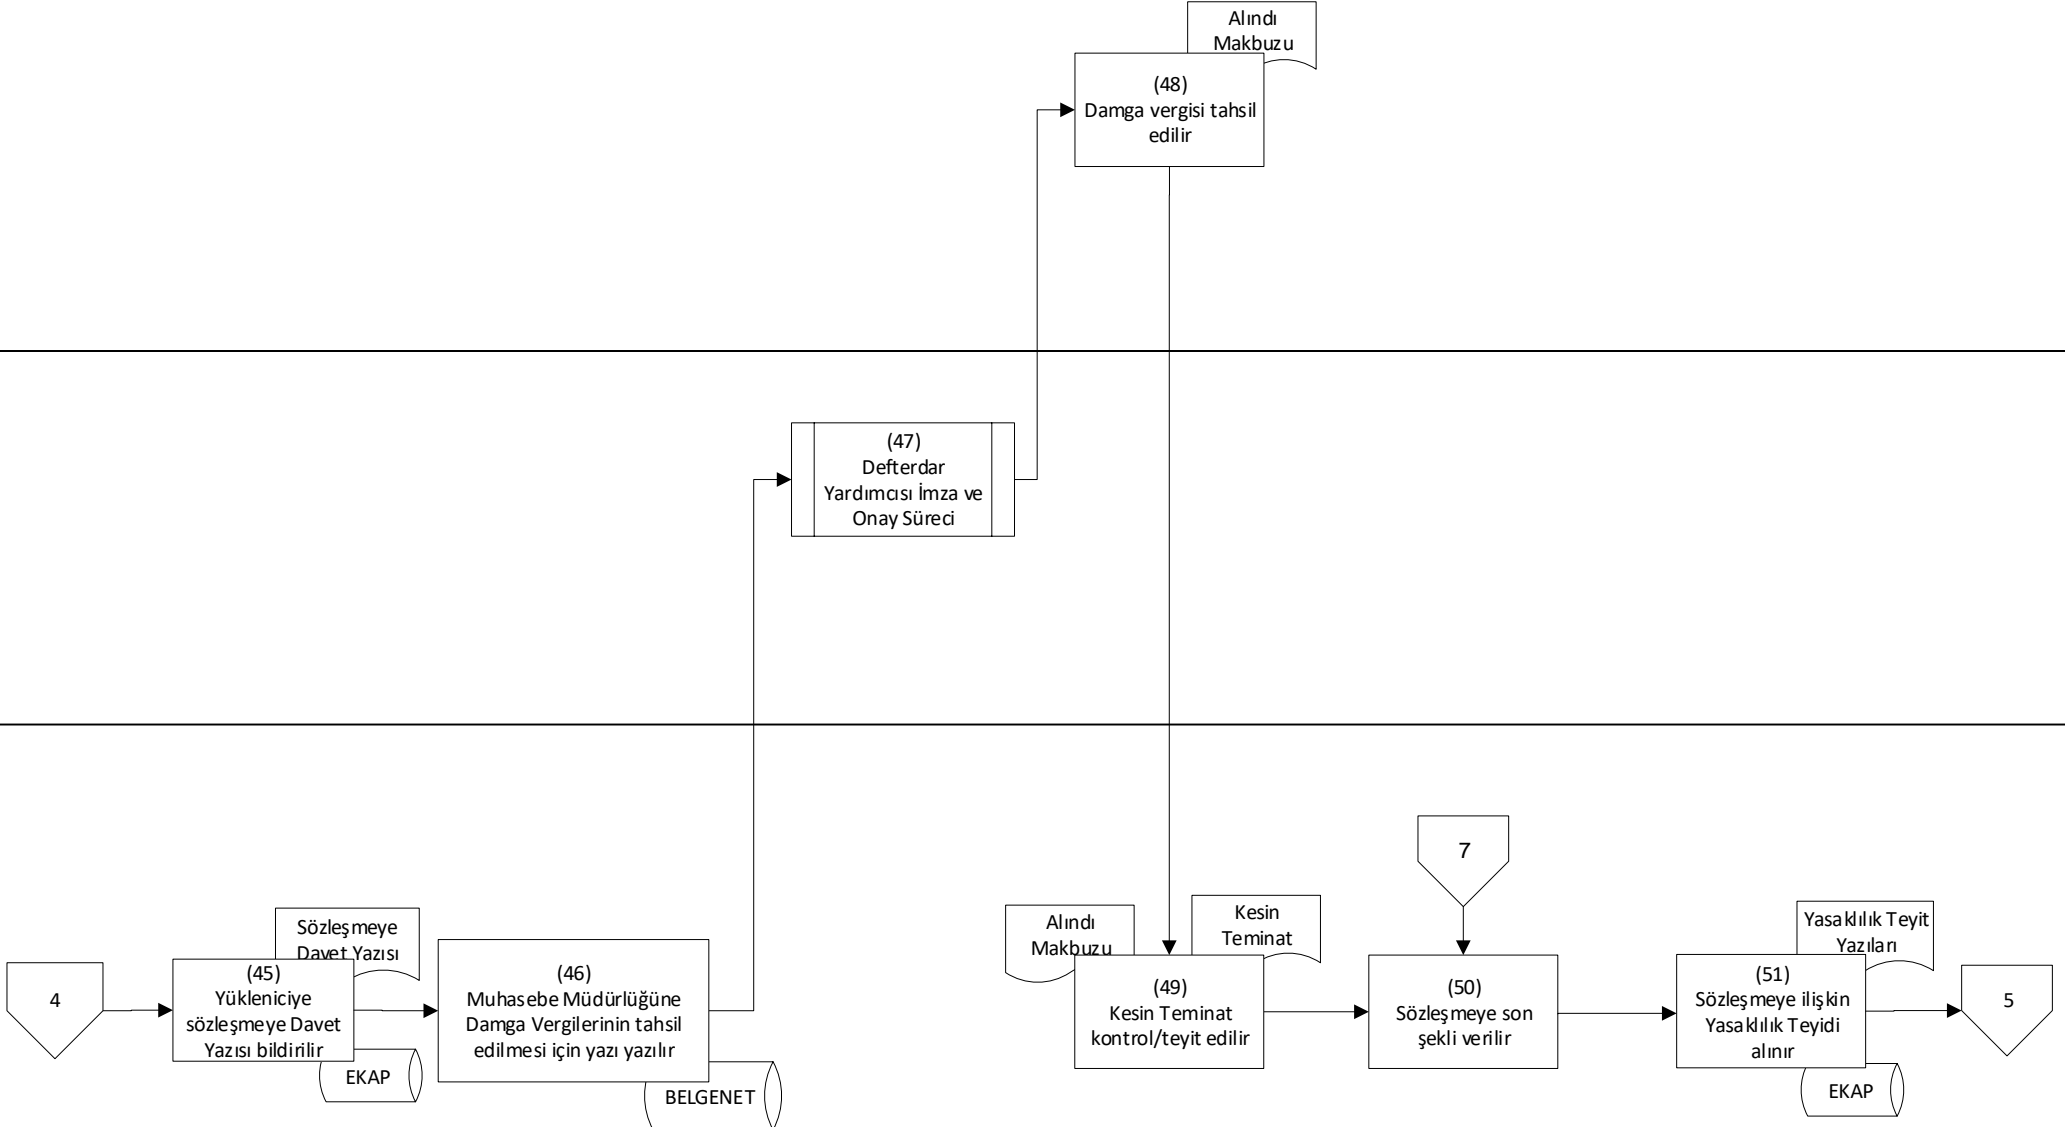 Alındı
Makbuzu
(48)
Damga vergisi tahsil
edilir
(47)
Defterdar
Yardımcısı İmza ve
Onay Süreci
4
Sözleşmeye
Davet Yazısı
(45)
Yükleniciye
sözleşmeye Davet
Yazısı bildirilir
EKAP
(46)
Muhasebe Müdürlüğüne
Damga Vergilerinin tahsil
edilmesi için yazı yazılır
BELGENET
Alındı
Makbuzu
Kesin
Teminat
(49)
Kesin Teminat
kontrol/teyit edilir
7
(50)
Sözleşmeye son
şekli verilir
Yasaklılık Teyit
Yazıları
(51)
Sözleşmeye ilişkin
Yasaklılık Teyidi
alınır
EKAP
5